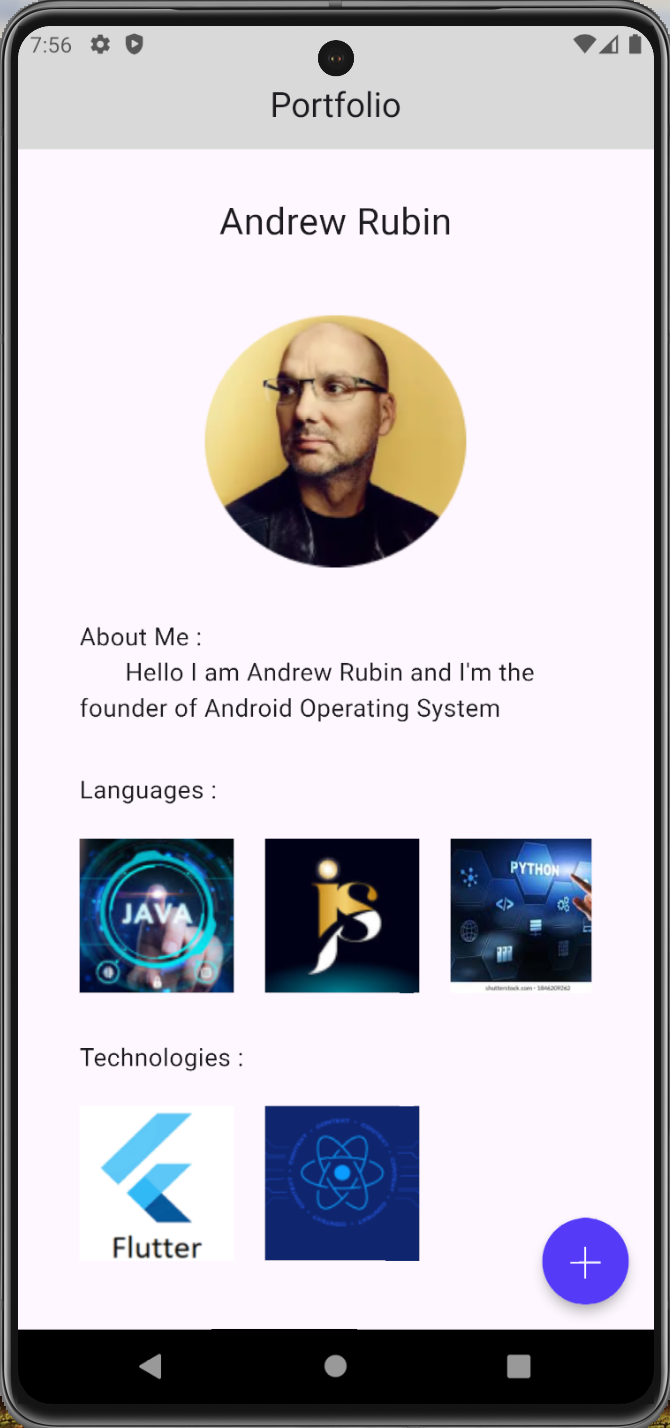 7:56
Portfolio
Andrew Rubin
About Me :
Hello I am Andrew Rubin and I'm the
founder of Android Operating System
Languages :
JAVA
js
PYTHON
</>
shutterstock.com · 1846209362
Technologies :
Flutter